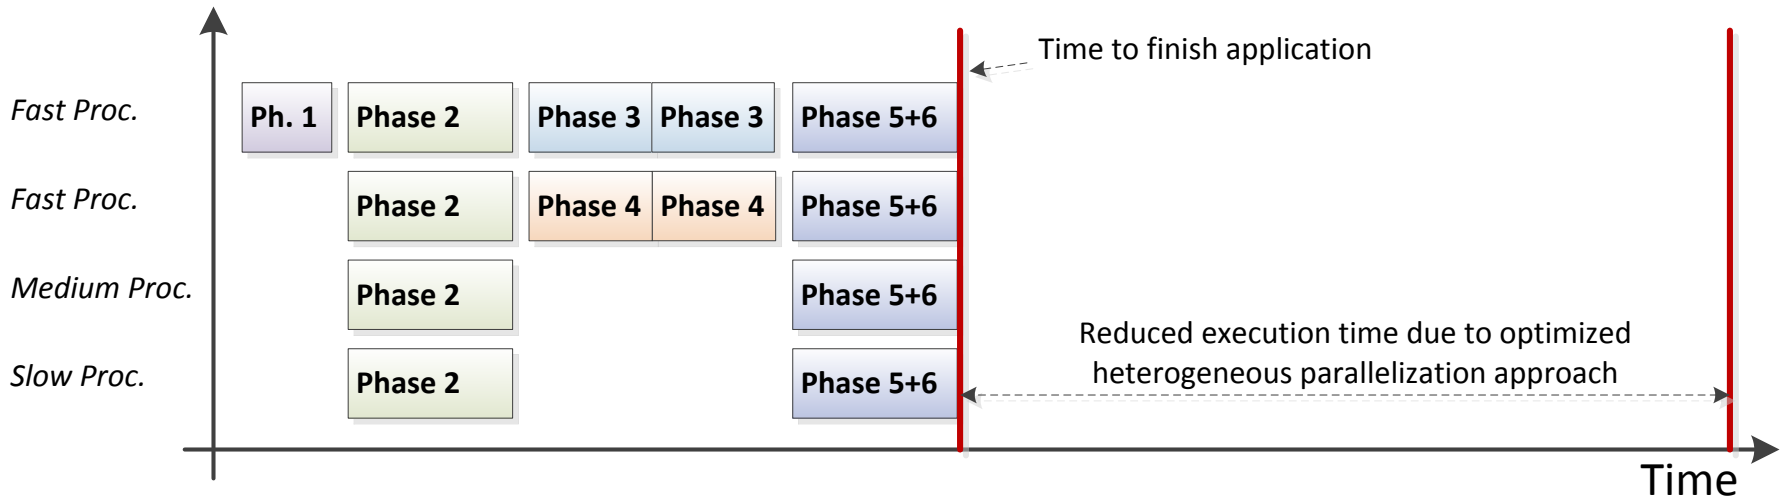 Time to finish application
Fast Proc.
Ph. 1
Phase 2
Phase 3
Phase 3
Phase 5+6
Fast Proc.
Phase 2
Phase 4
Phase 4
Phase 5+6
Medium Proc.
Phase 2
Phase 5+6
Reduced execution time due to optimized
heterogeneous parallelization approach
Slow Proc.
Phase 2
Phase 5+6
Time